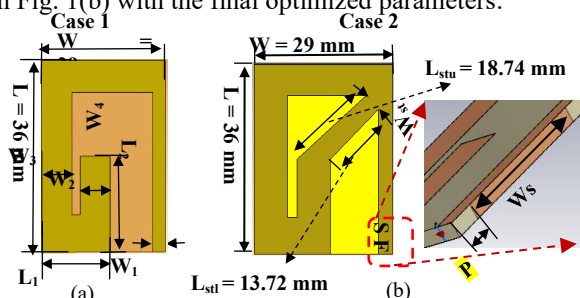 n Fig. 1(b) with the final optimized parameters.
Case 1
Case 2
W =
W = 29 mm
Lstu = 18.74 mm
L = 36 mm
W4
W3
W2
L = 36 mm
Ws
P
W1
L1
Lstl = 13.72 mm
(a)
(b)